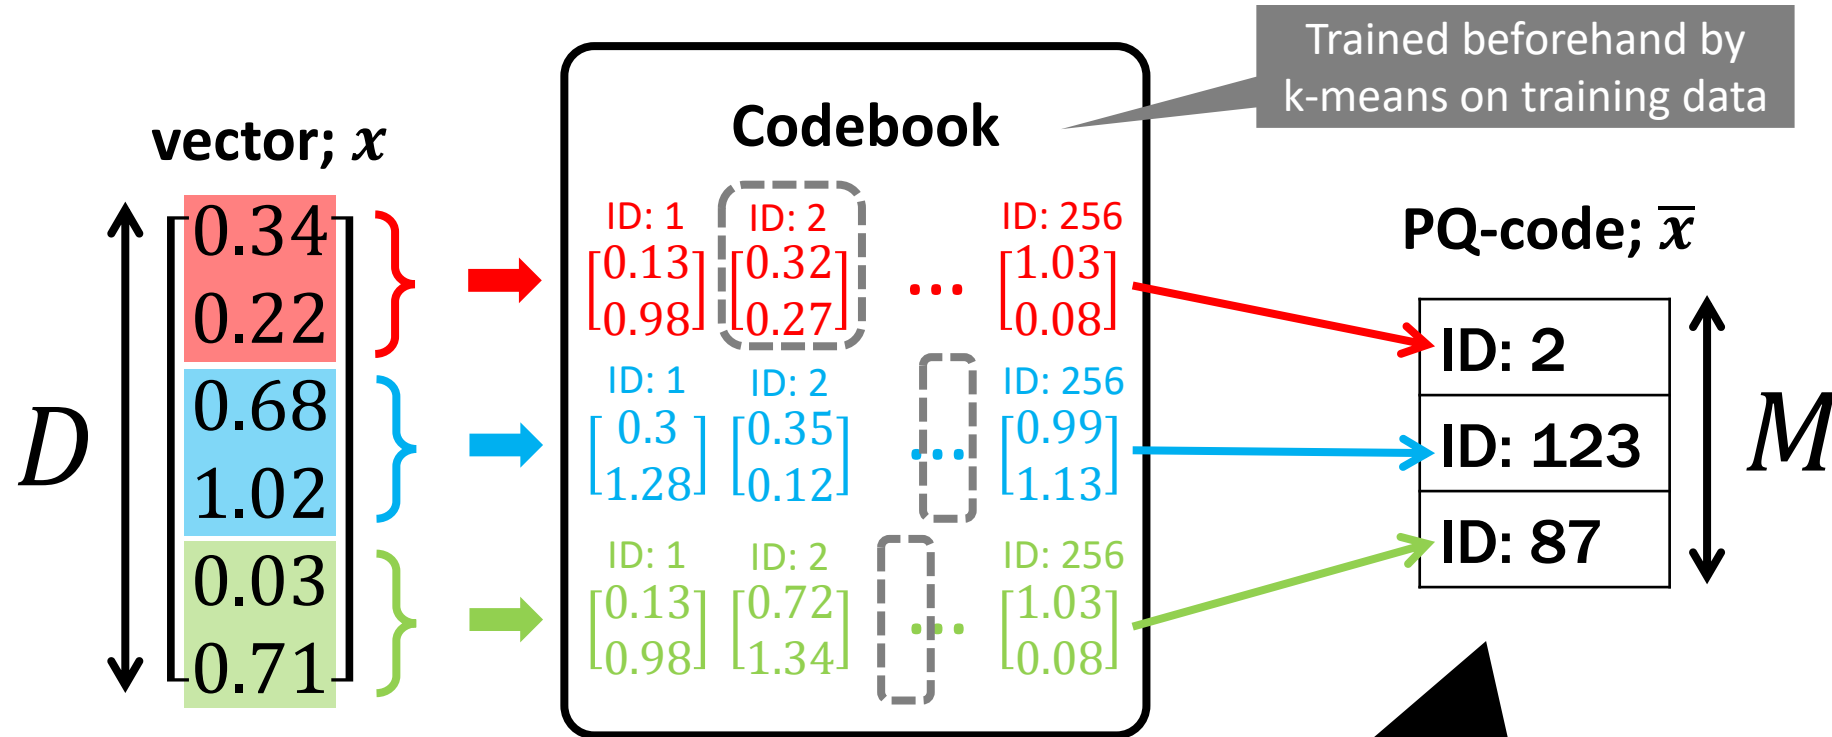 Trained beforehand by
k-means on training data
vector; x
Codebook
PQ-code; x̅
D
0.34
0.22
0.68
1.02
0.03
0.71
ID: 1 ID: 2 ID: 256
0.13 0.32 ... 1.03
0.98 0.27 0.08
ID: 1 ID: 2 ID: 256
0.3 0.35 ... 0.99
1.28 0.12 1.13
ID: 1 ID: 2 ID: 256
0.13 0.72 ... 1.03
0.98 1.34 0.08
ID: 2
ID: 123
ID: 87
M